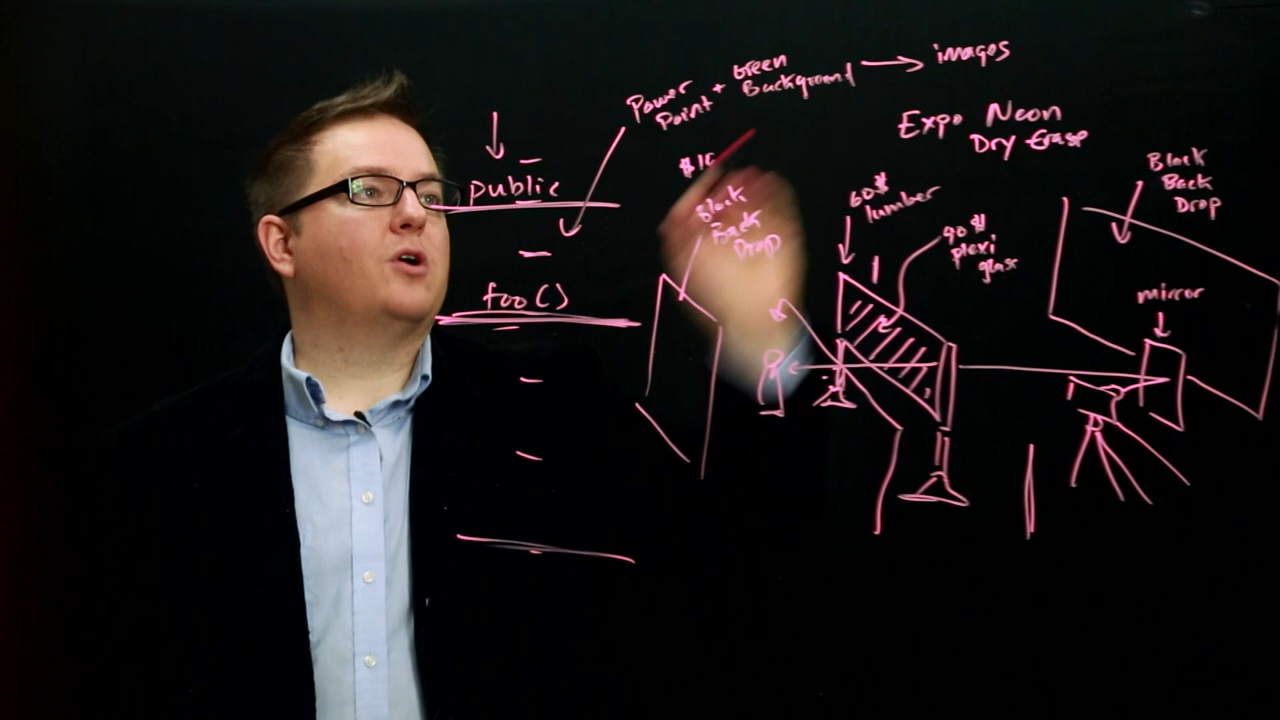 Power
Point + Green
Background → images
Expo Neon
Dry Erase
public
foo()
Black
Back
Drop
60$
lumber
90$
plexi
glass
Black
Back
Drop
mirror